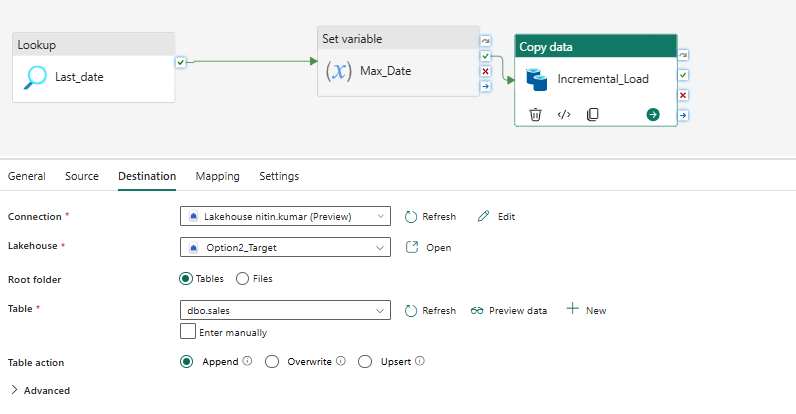 Lookup
Last_date
Set variable
(x) Max_Date
Copy data
Incremental_Load
General Source Destination Mapping Settings
Connection * Lakehouse nitin.kumar (Preview) Refresh Edit
Lakehouse * Option2_Target Open
Root folder Tables Files
Table * dbo.sales Refresh Preview data New
Enter manually
Table action Append Overwrite Upsert
Advanced